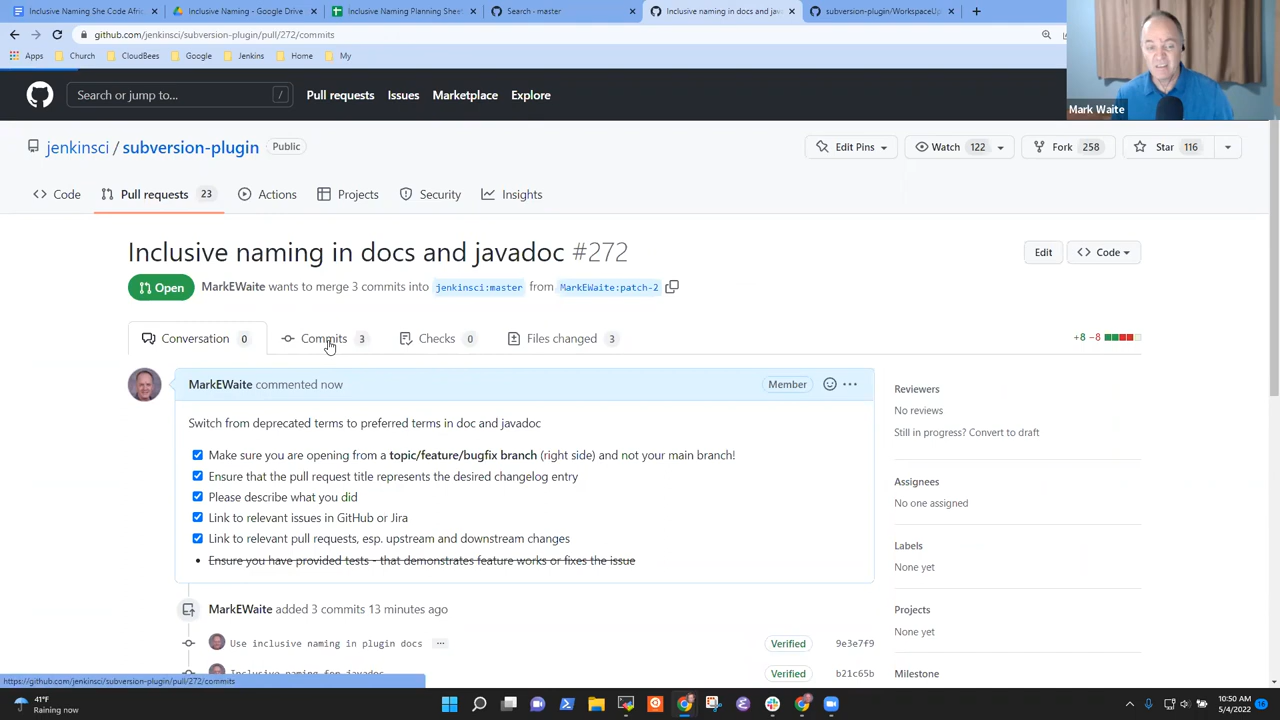 Inclusive Naming She Code Afric
Inclusive Naming - Google Drive
Inclusive Naming Planning Sheet
Search - master
Inclusive naming in docs and jav
subversion-plugin/WorkspaceUp
github.com/jenkinsci/subversion-plugin/pull/272/commits
Apps
Church
CloudBees
Google
Jenkins
Home
My
Search or jump to...
/
Pull requests
Issues
Marketplace
Explore
Mark Waite
jenkinsci / subversion-plugin
Public
Edit Pins
Watch 122
Fork 258
Star 116
Code
Pull requests 23
Actions
Projects
Security
Insights
Inclusive naming in docs and javadoc #272
Edit
Code
Open
MarkEWaite wants to merge 3 commits into jenkinsci:master from MarkEWaite:patch-2
Conversation 0
Commits 3
Checks 0
Files changed 3
+8 −8
MarkEWaite commented now
Member
Switch from deprecated terms to preferred terms in doc and javadoc
Make sure you are opening from a topic/feature/bugfix branch (right side) and not your main branch!
Ensure that the pull request title represents the desired changelog entry
Please describe what you did
Link to relevant issues in GitHub or Jira
Link to relevant pull requests, esp. upstream and downstream changes
Ensure you have provided tests - that demonstrates feature works or fixes the issue
Reviewers
No reviews
Still in progress? Convert to draft
Assignees
No one assigned
Labels
None yet
Projects
None yet
Milestone
MarkEWaite added 3 commits 13 minutes ago
Use inclusive naming in plugin docs
Verified
9e3e7f9
Inclusive naming for javadoc
Verified
b21c65b
https://github.com/jenkinsci/subversion-plugin/pull/272/commits
41°F
Raining now
10:50 AM
5/4/2022
16